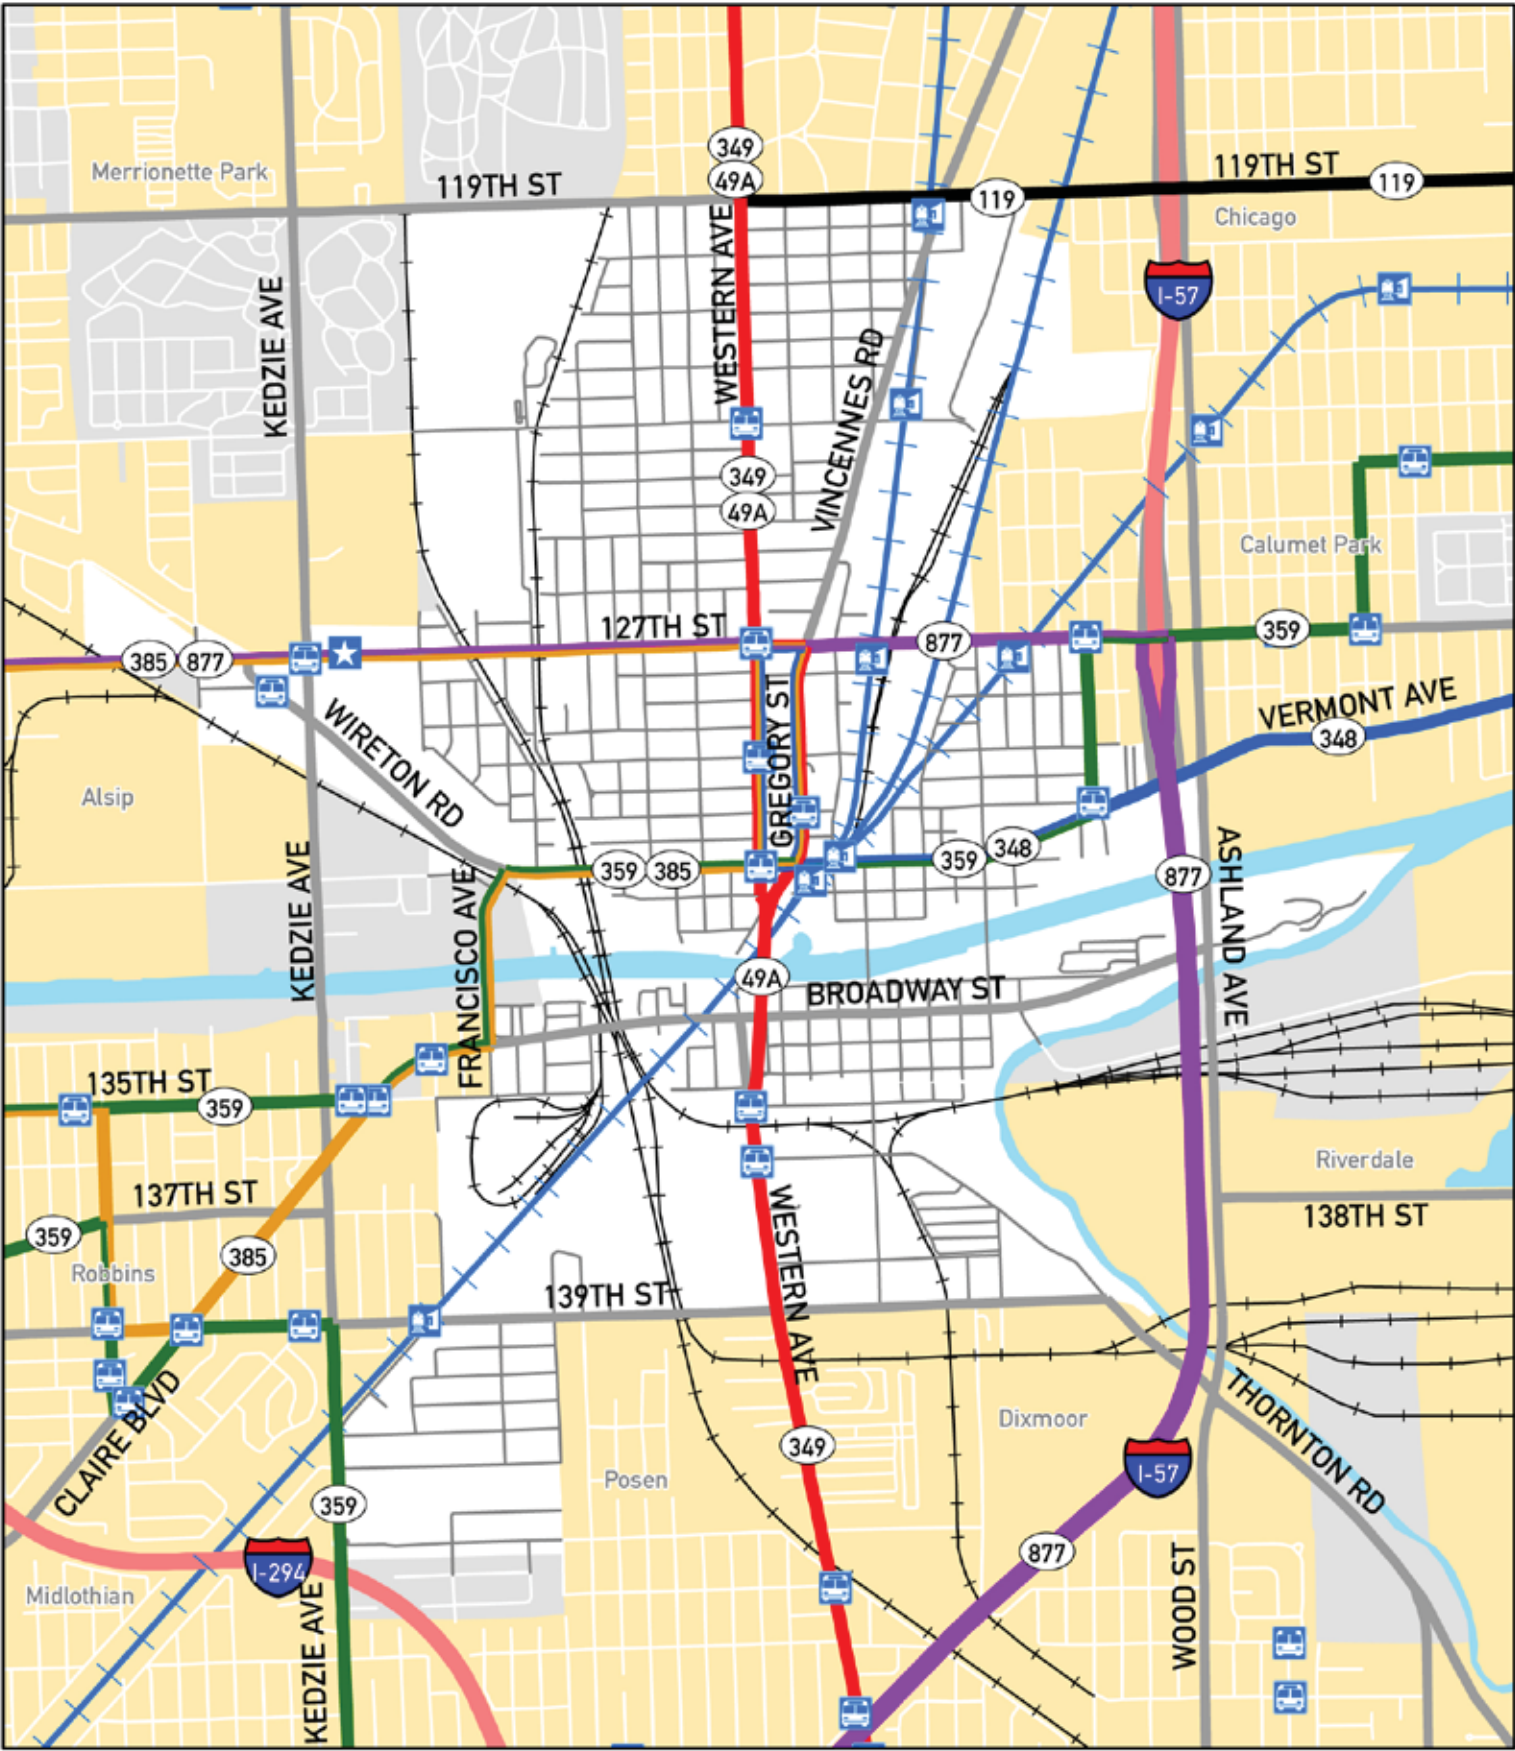 349
49A
119TH ST
119
Merrionette Park
119TH ST
119
Chicago
WESTERN AVE
KEDZIE AVE
I-57
VINCENNES RD
349
49A
Calumet Park
127TH ST
385
877
877
359
VERMONT AVE
348
WIRETON RD
GREGORY ST
Alsip
348
359
359
385
877
ASHLAND AVE
KEDZIE AVE
FRANCISCO AVE
49A
BROADWAY ST
135TH ST
359
Riverdale
137TH ST
138TH ST
359
385
Robbins
139TH ST
WESTERN AVE
CLAIRE BLVD
THORNTON RD
Dixmoor
349
I-57
Posen
359
877
I-294
Midlothian
KEDZIE AVE
WOOD ST